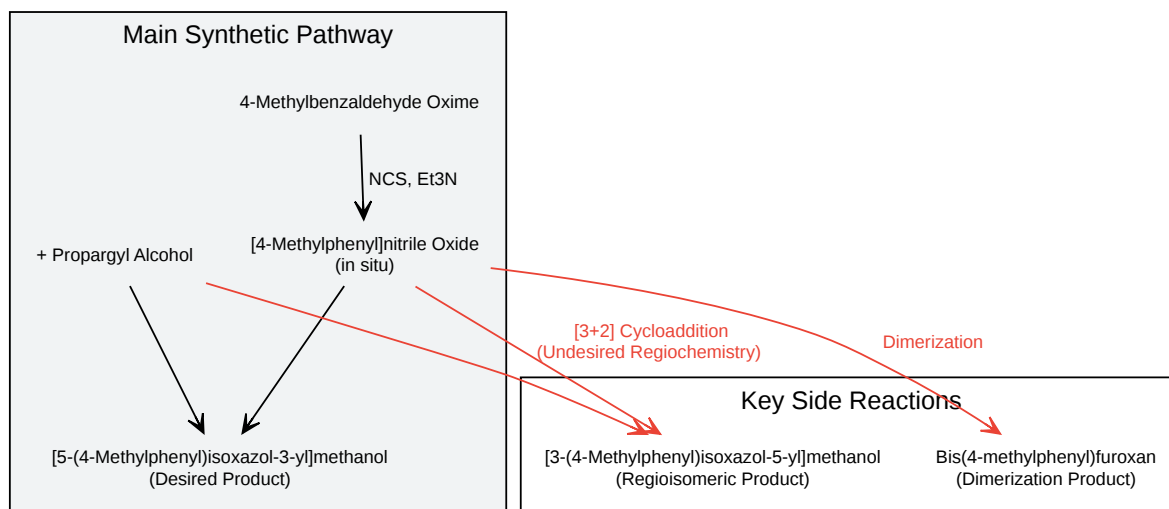 Main Synthetic Pathway
4-Methylbenzaldehyde Oxime
NCS, Et3N
+ Propargyl Alcohol
[4-Methylphenyl]nitrile Oxide
(in situ)
[3+2] Cycloaddition
(Undesired Regiochemistry)
Dimerization
Key Side Reactions
[5-(4-Methylphenyl)isoxazol-3-yl]methanol
(Desired Product)
[3-(4-Methylphenyl)isoxazol-5-yl]methanol
(Regioisomeric Product)
Bis(4-methylphenyl)furoxan
(Dimerization Product)